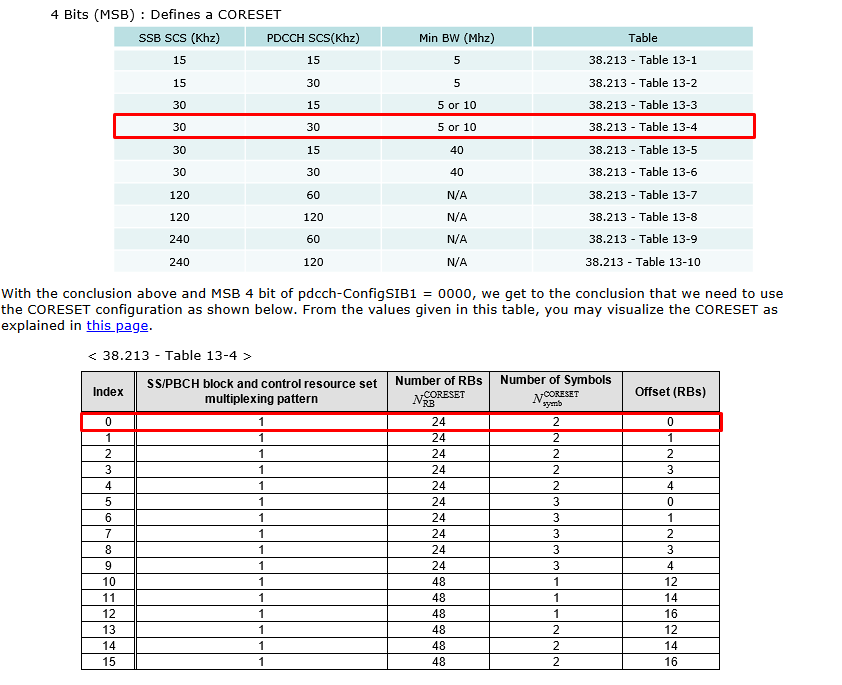 4 Bits (MSB) : Defines a CORESET
SSB SCS (Khz) PDCCH SCS(Khz) Min BW (Mhz) Table
15 15 5 38.213 - Table 13-1
15 30 5 38.213 - Table 13-2
30 15 5 or 10 38.213 - Table 13-3
30 30 5 or 10 38.213 - Table 13-4
30 15 40 38.213 - Table 13-5
30 30 40 38.213 - Table 13-6
120 60 N/A 38.213 - Table 13-7
120 120 N/A 38.213 - Table 13-8
240 60 N/A 38.213 - Table 13-9
240 120 N/A 38.213 - Table 13-10
With the conclusion above and MSB 4 bit of pdcch-ConfigSIB1 = 0000, we get to the conclusion that we need to use
the CORESET configuration as shown below. From the values given in this table, you may visualize the CORESET as
explained in this page.
< 38.213 - Table 13-4 >
Index SS/PBCH block and control resource set multiplexing pattern Number of RBs N_RB^CORESET Number of Symbols N_symb^CORESET Offset (RBs)
0 1 24 2 0
1 1 24 2 1
2 1 24 2 2
3 1 24 2 3
4 1 24 2 4
5 1 24 3 0
6 1 24 3 1
7 1 24 3 2
8 1 24 3 3
9 1 24 3 4
10 1 48 1 12
11 1 48 1 14
12 1 48 1 16
13 1 48 2 12
14 1 48 2 14
15 1 48 2 16